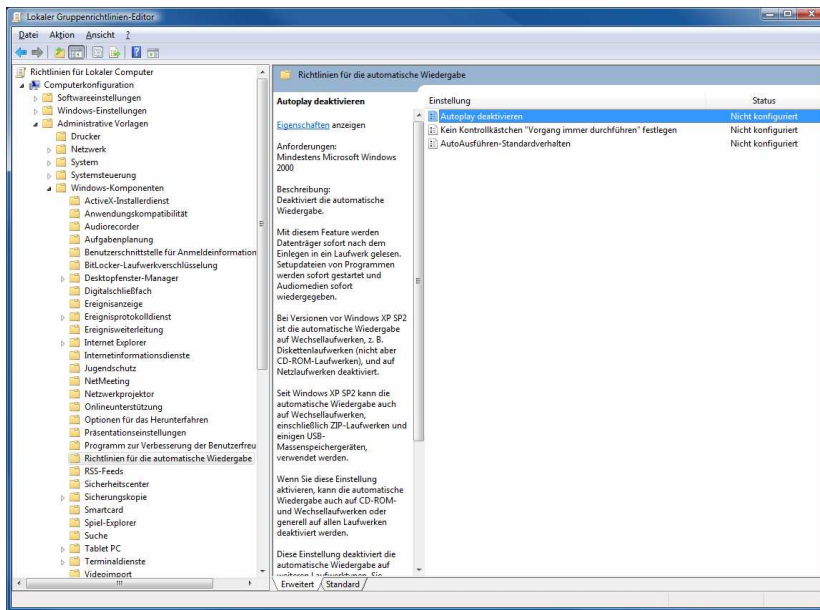 Lokaler Gruppenrichtlinien-Editor
Datei Aktion Ansicht ?
Richtlinien für Lokaler Computer
Computerkonfiguration
Softwareeinstellungen
Windows-Einstellungen
Administrative Vorlagen
Drucker
Netzwerk
System
Systemsteuerung
Windows-Komponenten
ActiveX-Installerdienst
Anwendungskompatibilität
Audiorecorder
Aufgabenplanung
Benutzerschnittstelle für Anmeldeinformation
BitLocker-Laufwerkverschlüsselung
Desktopfenster-Manager
Digitalschließfach
Ereignisanzeige
Ereignisprotokolldienst
Ereignisweiterleitung
Internet Explorer
Internetinformationsdienste
Jugendschutz
NetMeeting
Netzwerkprojektor
Onlineunterstützung
Optionen für das Herunterfahren
Präsentationseinstellungen
Programm zur Verbesserung der Benutzerfreu
Richtlinien für die automatische Wiedergabe
RSS-Feeds
Sicherheitscenter
Sicherungskopie
Smartcard
Spiel-Explorer
Suche
Tablet PC
Terminaldienste
Videoimport
Richtlinien für die automatische Wiedergabe
Autoplay deaktivieren
Eigenschaften anzeigen
Anforderungen:
Mindestens Microsoft Windows
2000
Beschreibung:
Deaktiviert die automatische
Wiedergabe.
Mit diesem Feature werden
Datenträger sofort nach dem
Einlegen in ein Laufwerk gelesen.
Setupdateien von Programmen
werden sofort gestartet und
Audiomedien sofort
wiedergegeben.
Bei Versionen vor Windows XP SP2
ist die automatische Wiedergabe
auf Wechsellaufwerken, z. B.
Diskettenlaufwerken (nicht aber
CD-ROM-Laufwerken), und auf
Netzlaufwerken deaktiviert.
Seit Windows XP SP2 kann die
automatische Wiedergabe auch
auf Wechsellaufwerken,
einschließlich ZIP-Laufwerken und
einigen USB-
Massenspeichergeräten,
verwendet werden.
Wenn Sie diese Einstellung
aktivieren, kann die automatische
Wiedergabe auch auf CD-ROM-
und Wechsellaufwerken oder
generell auf allen Laufwerken
deaktiviert werden.
Diese Einstellung deaktiviert die
automatische Wiedergabe auf
weiteren Laufwerktypen. Sie
Einstellung Status
Autoplay deaktivieren Nicht konfiguriert
Kein Kontrollkästchen "Vorgang immer durchführen" festlegen Nicht konfiguriert
AutoAusführen-Standardverhalten Nicht konfiguriert
Erweitert Standard